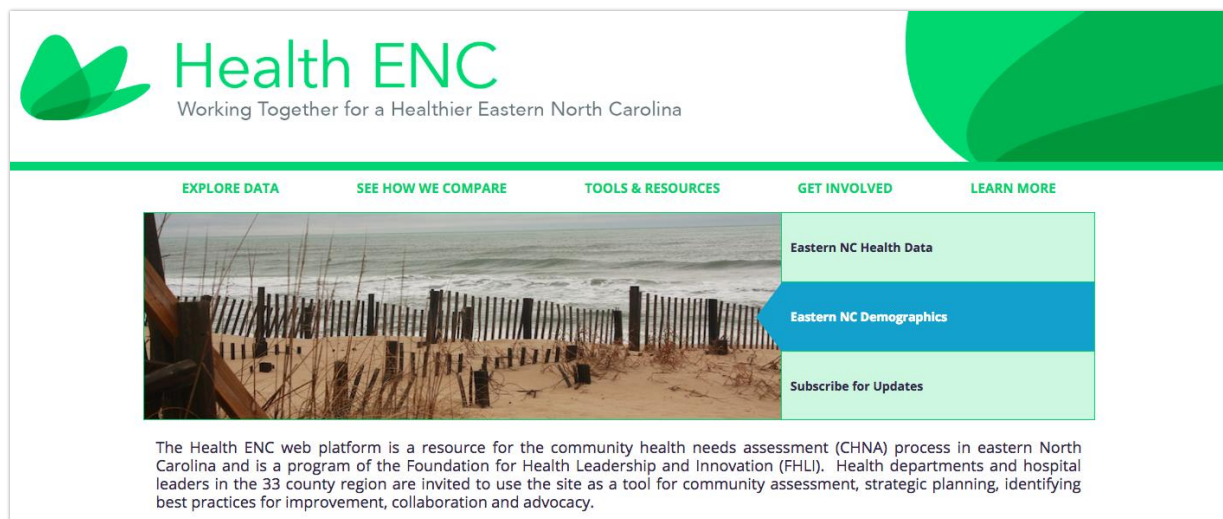 Health ENC
Working Together for a Healthier Eastern North Carolina
EXPLORE DATA SEE HOW WE COMPARE TOOLS & RESOURCES GET INVOLVED LEARN MORE
Eastern NC Health Data
Eastern NC Demographics
Subscribe for Updates
The Health ENC web platform is a resource for the community health needs assessment (CHNA) process in eastern North
Carolina and is a program of the Foundation for Health Leadership and Innovation (FHLI). Health departments and hospital
leaders in the 33 county region are invited to use the site as a tool for community assessment, strategic planning, identifying
best practices for improvement, collaboration and advocacy.